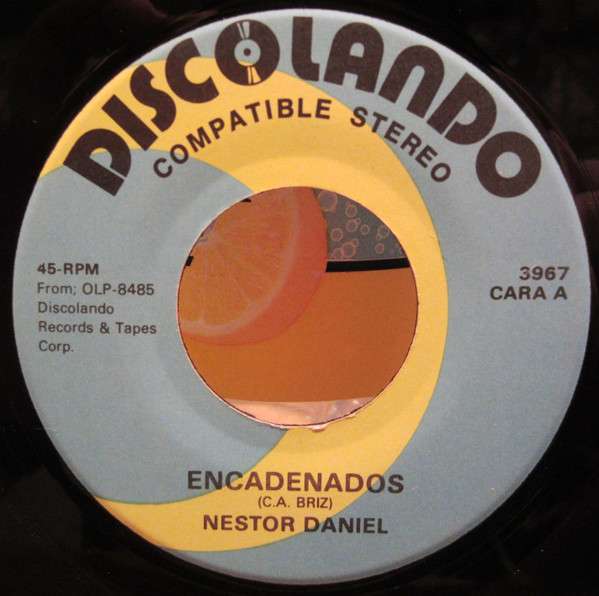 DISCOLANDO
COMPATIBLE STEREO
45-RPM
From; OLP-8485
Discolando
Records & Tapes
Corp.
3967
CARA A
ENCADENADOS
(C.A. BRIZ)
NESTOR DANIEL